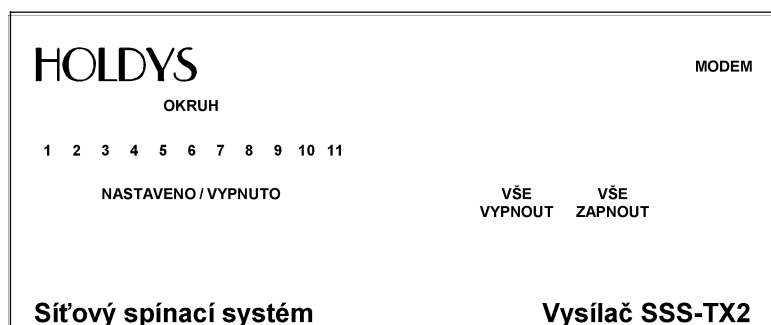 HOLDYS
MODEM
OKRUH
1 2 3 4 5 6 7 8 9 10 11
NASTAVENO / VYPNUTO
VŠE VYPNOUT
VŠE ZAPNOUT
Síťový spínací systém
Vysílač SSS-TX2